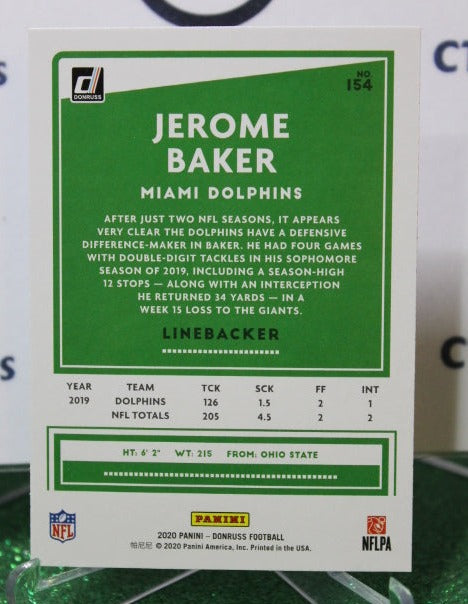 CT
NO.
154
DONRUSS
JEROME
BAKER
MIAMI DOLPHINS
AFTER JUST TWO NFL SEASONS, IT APPEARS
VERY CLEAR THE DOLPHINS HAVE A DEFENSIVE
DIFFERENCE-MAKER IN BAKER. HE HAD FOUR GAMES
WITH DOUBLE-DIGIT TACKLES IN HIS SOPHOMORE
SEASON OF 2019, INCLUDING A SEASON-HIGH
12 STOPS — ALONG WITH AN INTERCEPTION
HE RETURNED 34 YARDS — IN A
WEEK 15 LOSS TO THE GIANTS.
LINEBACKER
YEAR TEAM TCK SCK FF INT
2019 DOLPHINS 126 1.5 2 1
NFL TOTALS 205 4.5 2 2
HT: 6' 2" WT: 215 FROM: OHIO STATE
NFL
PANINI
NFLPA
2020 PANINI – DONRUSS FOOTBALL
帕尼尼 © 2020 Panini America, Inc. Printed in the USA.